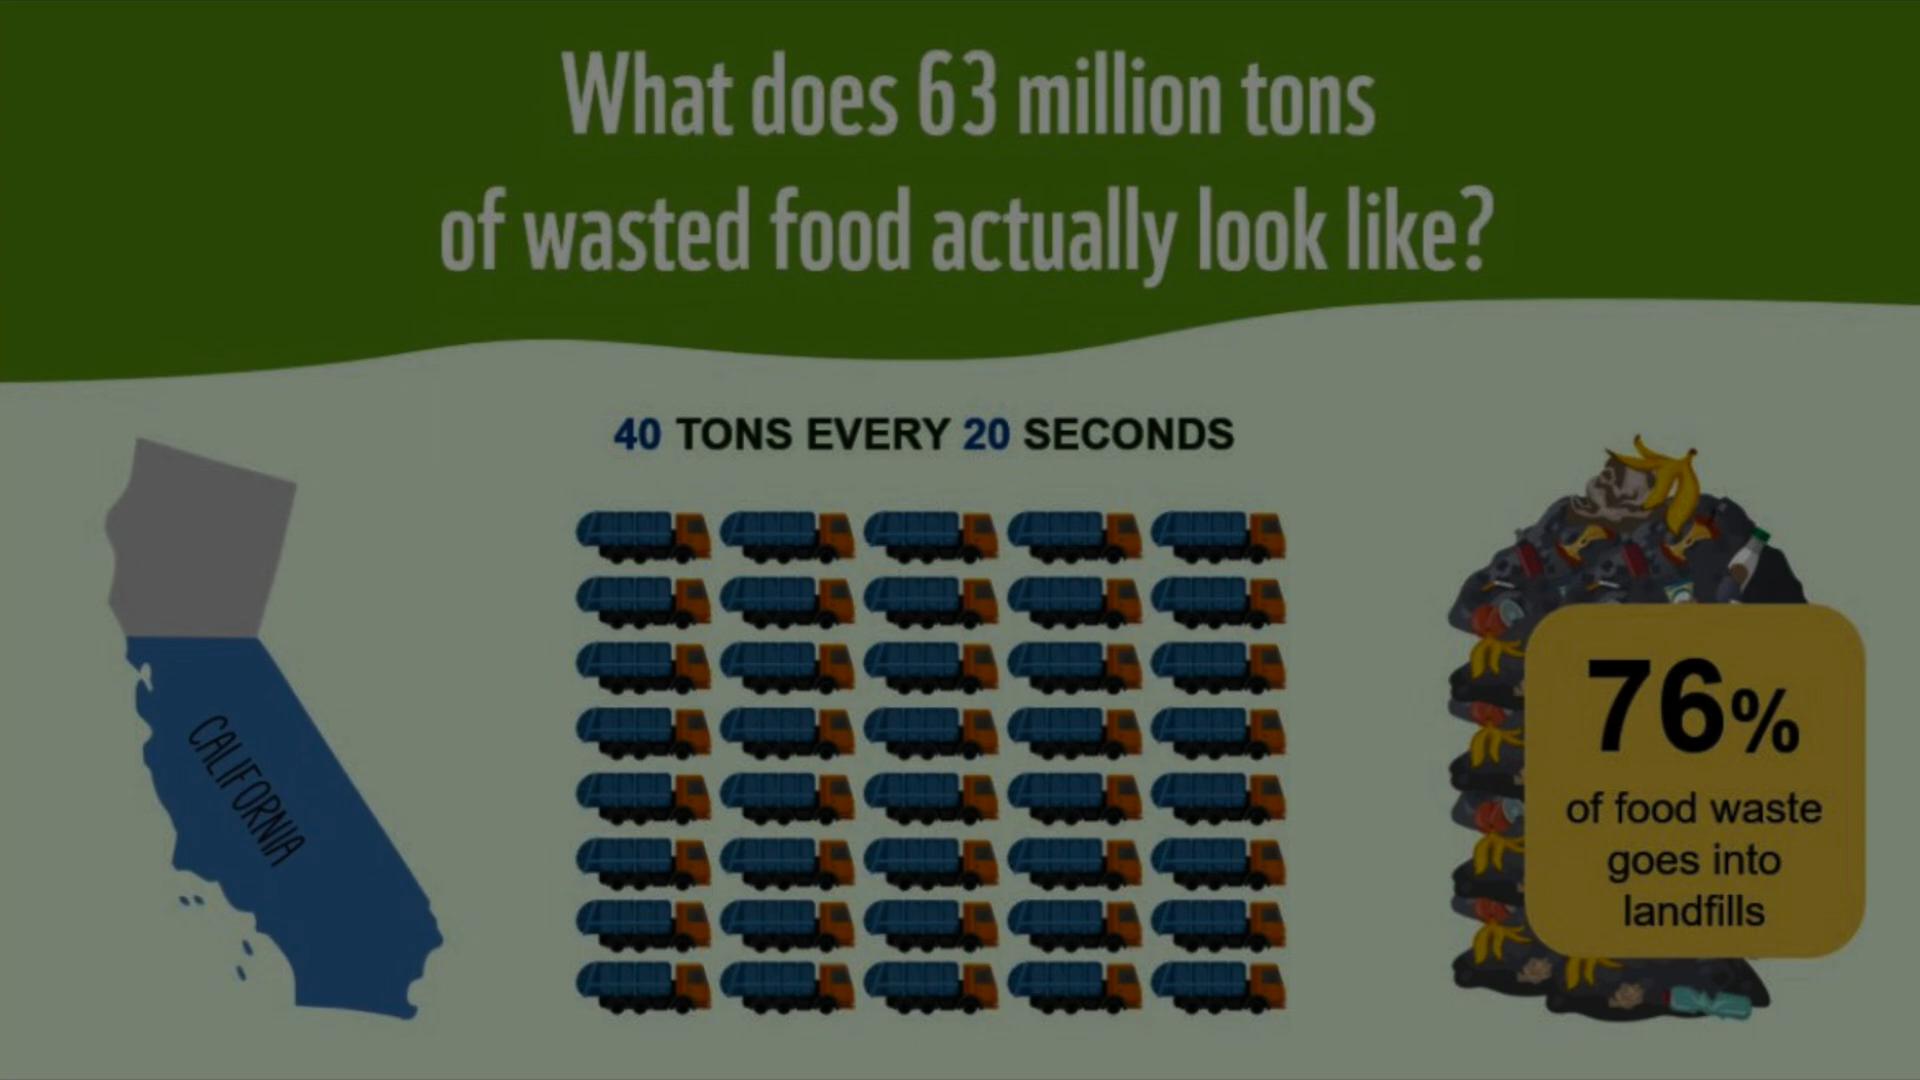 What does 63 million tons
of wasted food actually look like?
40 TONS EVERY 20 SECONDS
CALIFORNIA
76%
of food waste
goes into
landfills